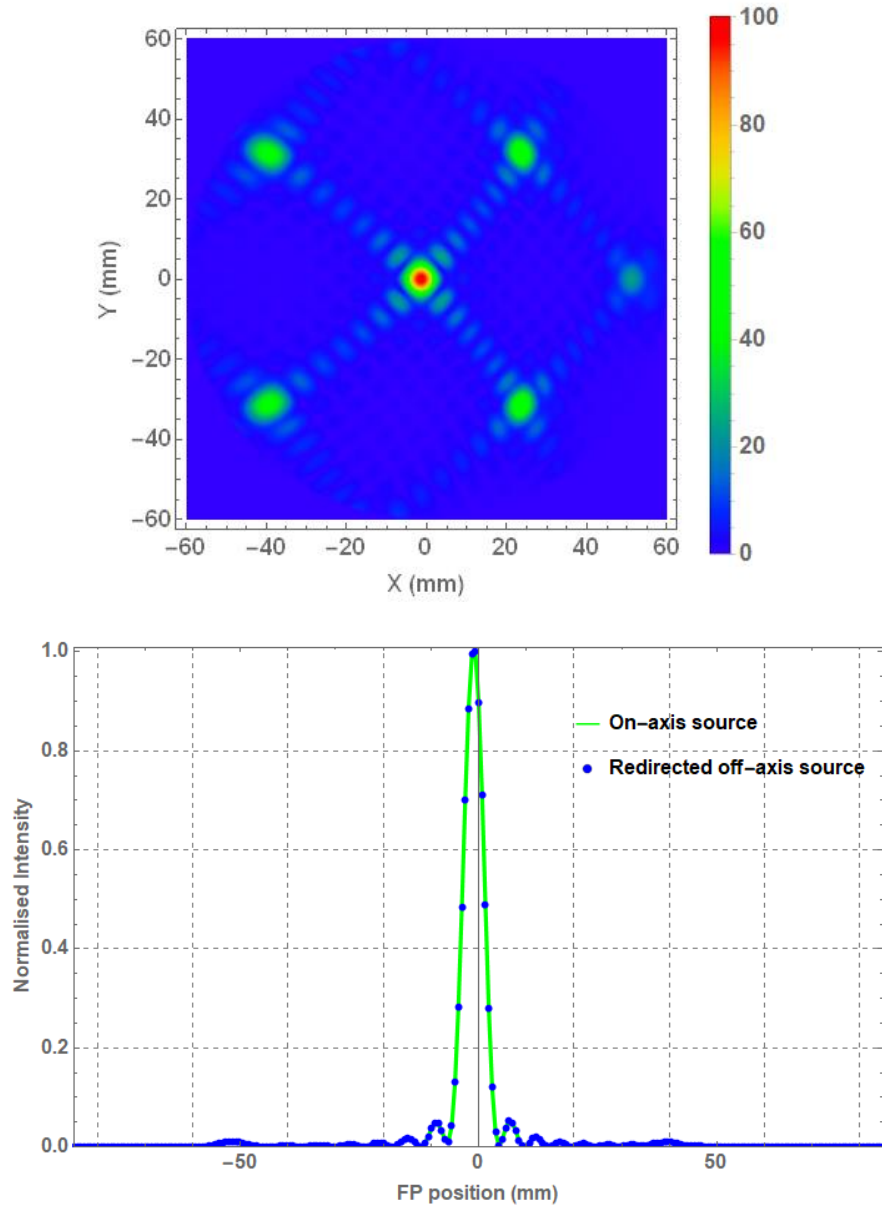 60
40
20
0
−20
−40
−60
Y (mm)
−60 −40 −20 0 20 40 60
X (mm)
100
80
60
40
20
0
1.0
0.8
0.6
0.4
0.2
0.0
Normalised Intensity
On−axis source
Redirected off−axis source
−50 0 50
FP position (mm)